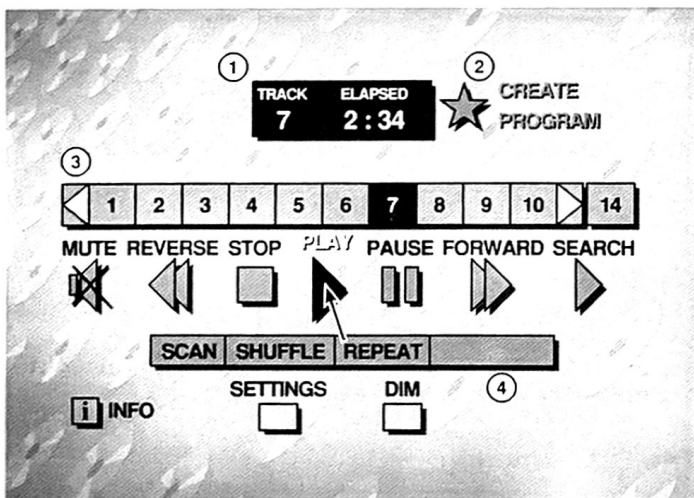 1 2
TRACK ELAPSED CREATE
7 2:34 PROGRAM
3
1 2 3 4 5 6 7 8 9 10 14
MUTE REVERSE STOP PLAY PAUSE FORWARD SEARCH
SCAN SHUFFLE REPEAT
SETTINGS DIM 4
i INFO